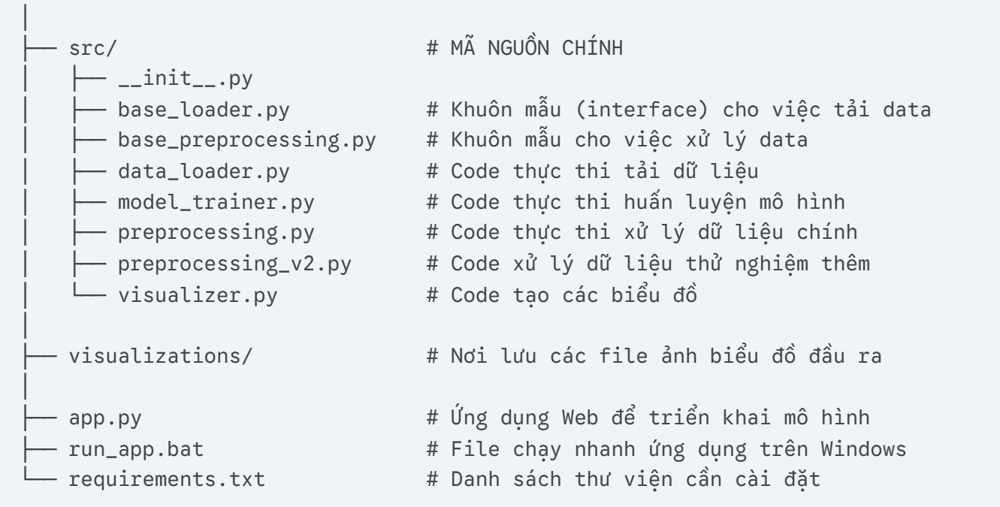 │
├── src/                          # MÃ NGUỒN CHÍNH
│   ├── __init__.py
│   ├── base_loader.py            # Khuôn mẫu (interface) cho việc tải data
│   ├── base_preprocessing.py     # Khuôn mẫu cho việc xử lý data
│   ├── data_loader.py            # Code thực thi tải dữ liệu
│   ├── model_trainer.py          # Code thực thi huấn luyện mô hình
│   ├── preprocessing.py          # Code thực thi xử lý dữ liệu chính
│   ├── preprocessing_v2.py       # Code xử lý dữ liệu thử nghiệm thêm
│   └── visualizer.py             # Code tạo các biểu đồ
│
├── visualizations/               # Nơi lưu các file ảnh biểu đồ đầu ra
│
├── app.py                        # Ứng dụng Web để triển khai mô hình
├── run_app.bat                   # File chạy nhanh ứng dụng trên Windows
└── requirements.txt              # Danh sách thư viện cần cài đặt